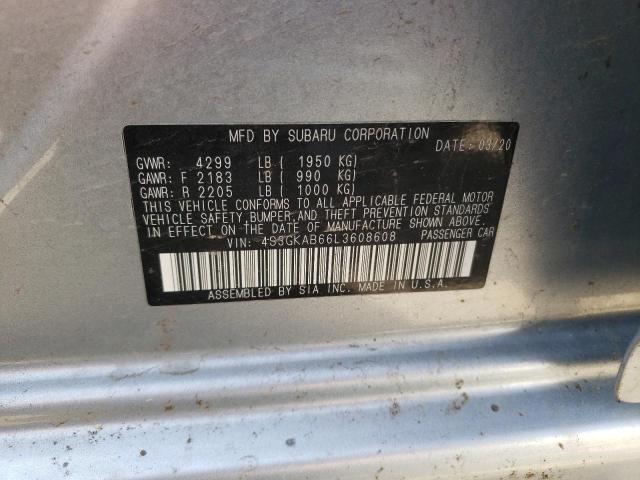 MFD BY SUBARU CORPORATION
DATE: 03/20
GVWR: 4299 LB ( 1950 KG)
GAWR: F 2183 LB ( 990 KG)
GAWR: R 2205 LB ( 1000 KG)
THIS VEHICLE CONFORMS TO ALL APPLICABLE FEDERAL MOTOR
VEHICLE SAFETY, BUMPER, AND THEFT PREVENTION STANDARDS
IN EFFECT ON THE DATE OF MANUFACTURE SHOWN ABOVE.
VIN: 4S3GKAB66L3608608 PASSENGER CAR
ASSEMBLED BY SIA INC. MADE IN U.S.A.